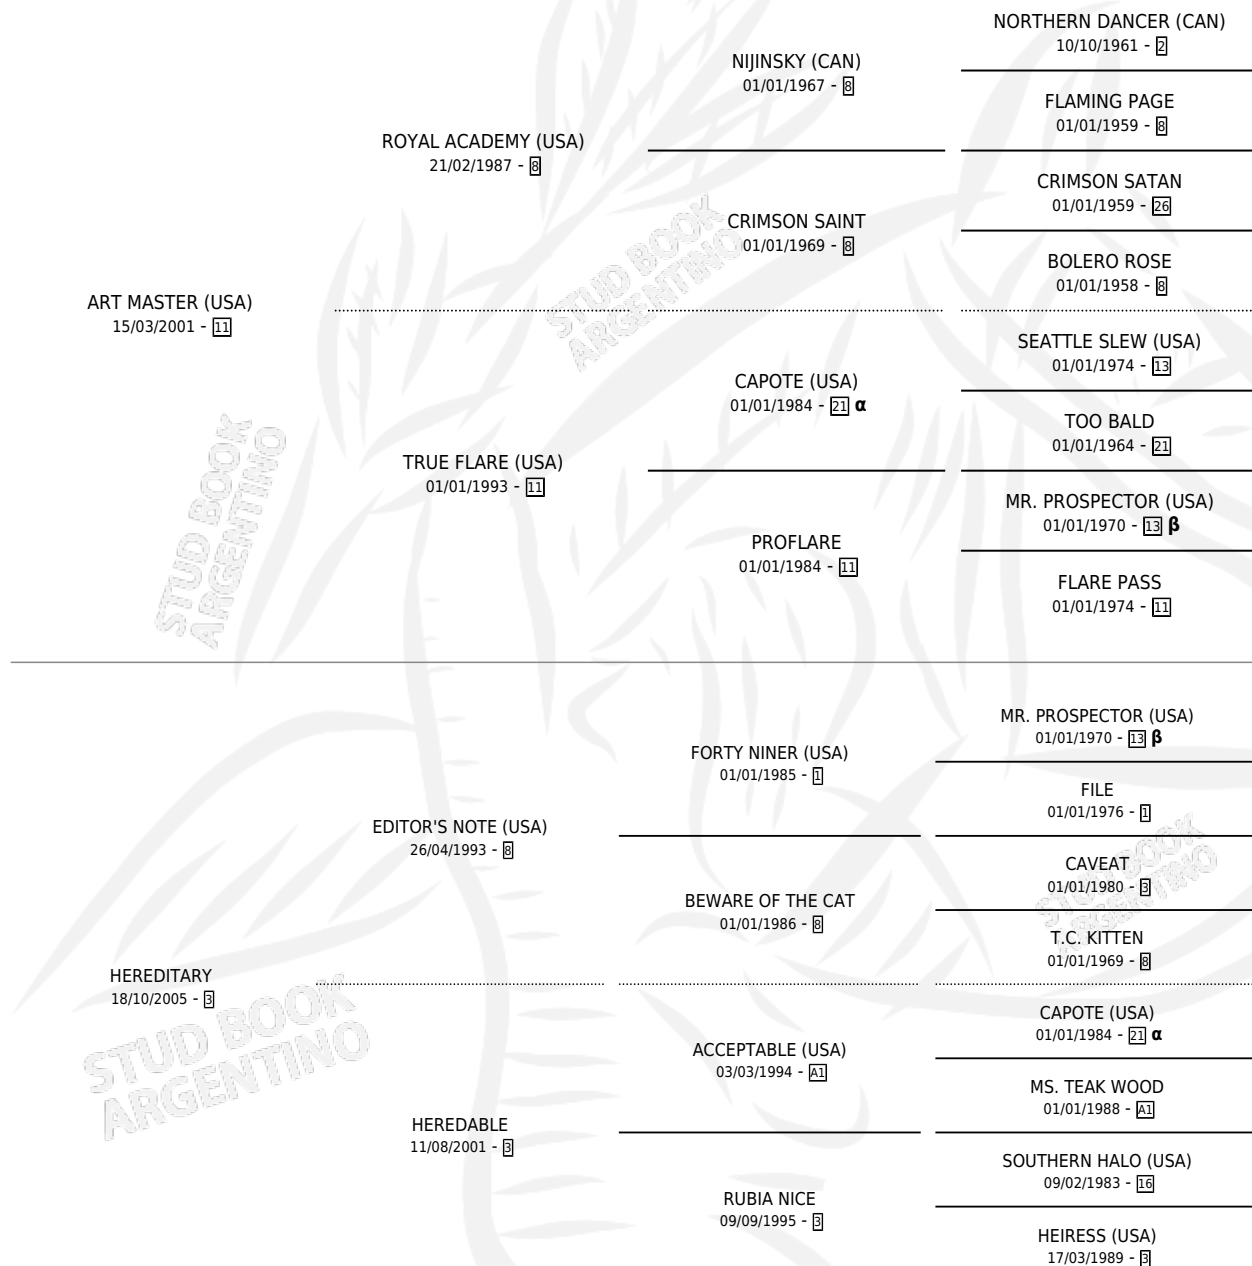 NORTHERN DANCER (CAN)
10/10/1961 - 2
NIJINSKY (CAN)
01/01/1967 - 8
FLAMING PAGE
01/01/1959 - 8
ROYAL ACADEMY (USA)
21/02/1987 - 8
CRIMSON SATAN
01/01/1959 - 26
CRIMSON SAINT
01/01/1969 - 8
BOLERO ROSE
01/01/1958 - 8
ART MASTER (USA)
15/03/2001 - 11
SEATTLE SLEW (USA)
01/01/1974 - 13
CAPOTE (USA)
01/01/1984 - 21 α
TOO BALD
01/01/1964 - 21
TRUE FLARE (USA)
01/01/1993 - 11
MR. PROSPECTOR (USA)
01/01/1970 - 13 β
PROFLARE
01/01/1984 - 11
FLARE PASS
01/01/1974 - 11
MR. PROSPECTOR (USA)
01/01/1970 - 13 β
FORTY NINER (USA)
01/01/1985 - 1
FILE
01/01/1976 - 1
EDITOR'S NOTE (USA)
26/04/1993 - 8
CAVEAT
01/01/1980 - 3
BEWARE OF THE CAT
01/01/1986 - 8
T.C. KITTEN
01/01/1969 - 8
HEREDITARY
18/10/2005 - 3
CAPOTE (USA)
01/01/1984 - 21 α
ACCEPTABLE (USA)
03/03/1994 - A1
MS. TEAK WOOD
01/01/1988 - A1
HEREDABLE
11/08/2001 - 3
SOUTHERN HALO (USA)
09/02/1983 - 16
RUBIA NICE
09/09/1995 - 3
HEIRESS (USA)
17/03/1989 - 3
STUD BOOK
ARGENTINO
STUD BOOK
ARGENTINO
STUD BOOK
ARGENTINO
STUD BOOK
ARGENTINO